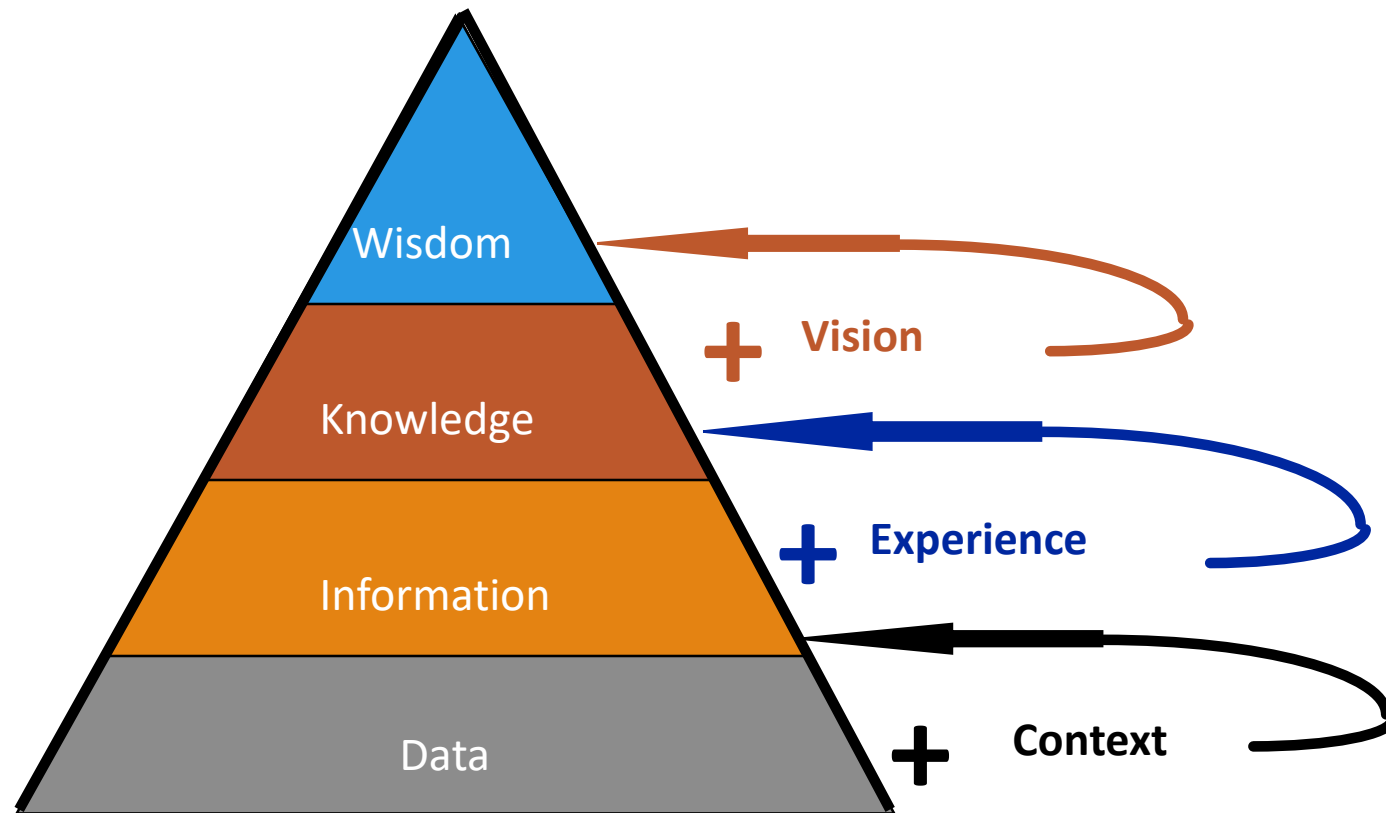 Wisdom
+ Vision
Knowledge
+ Experience
Information
+ Context
Data